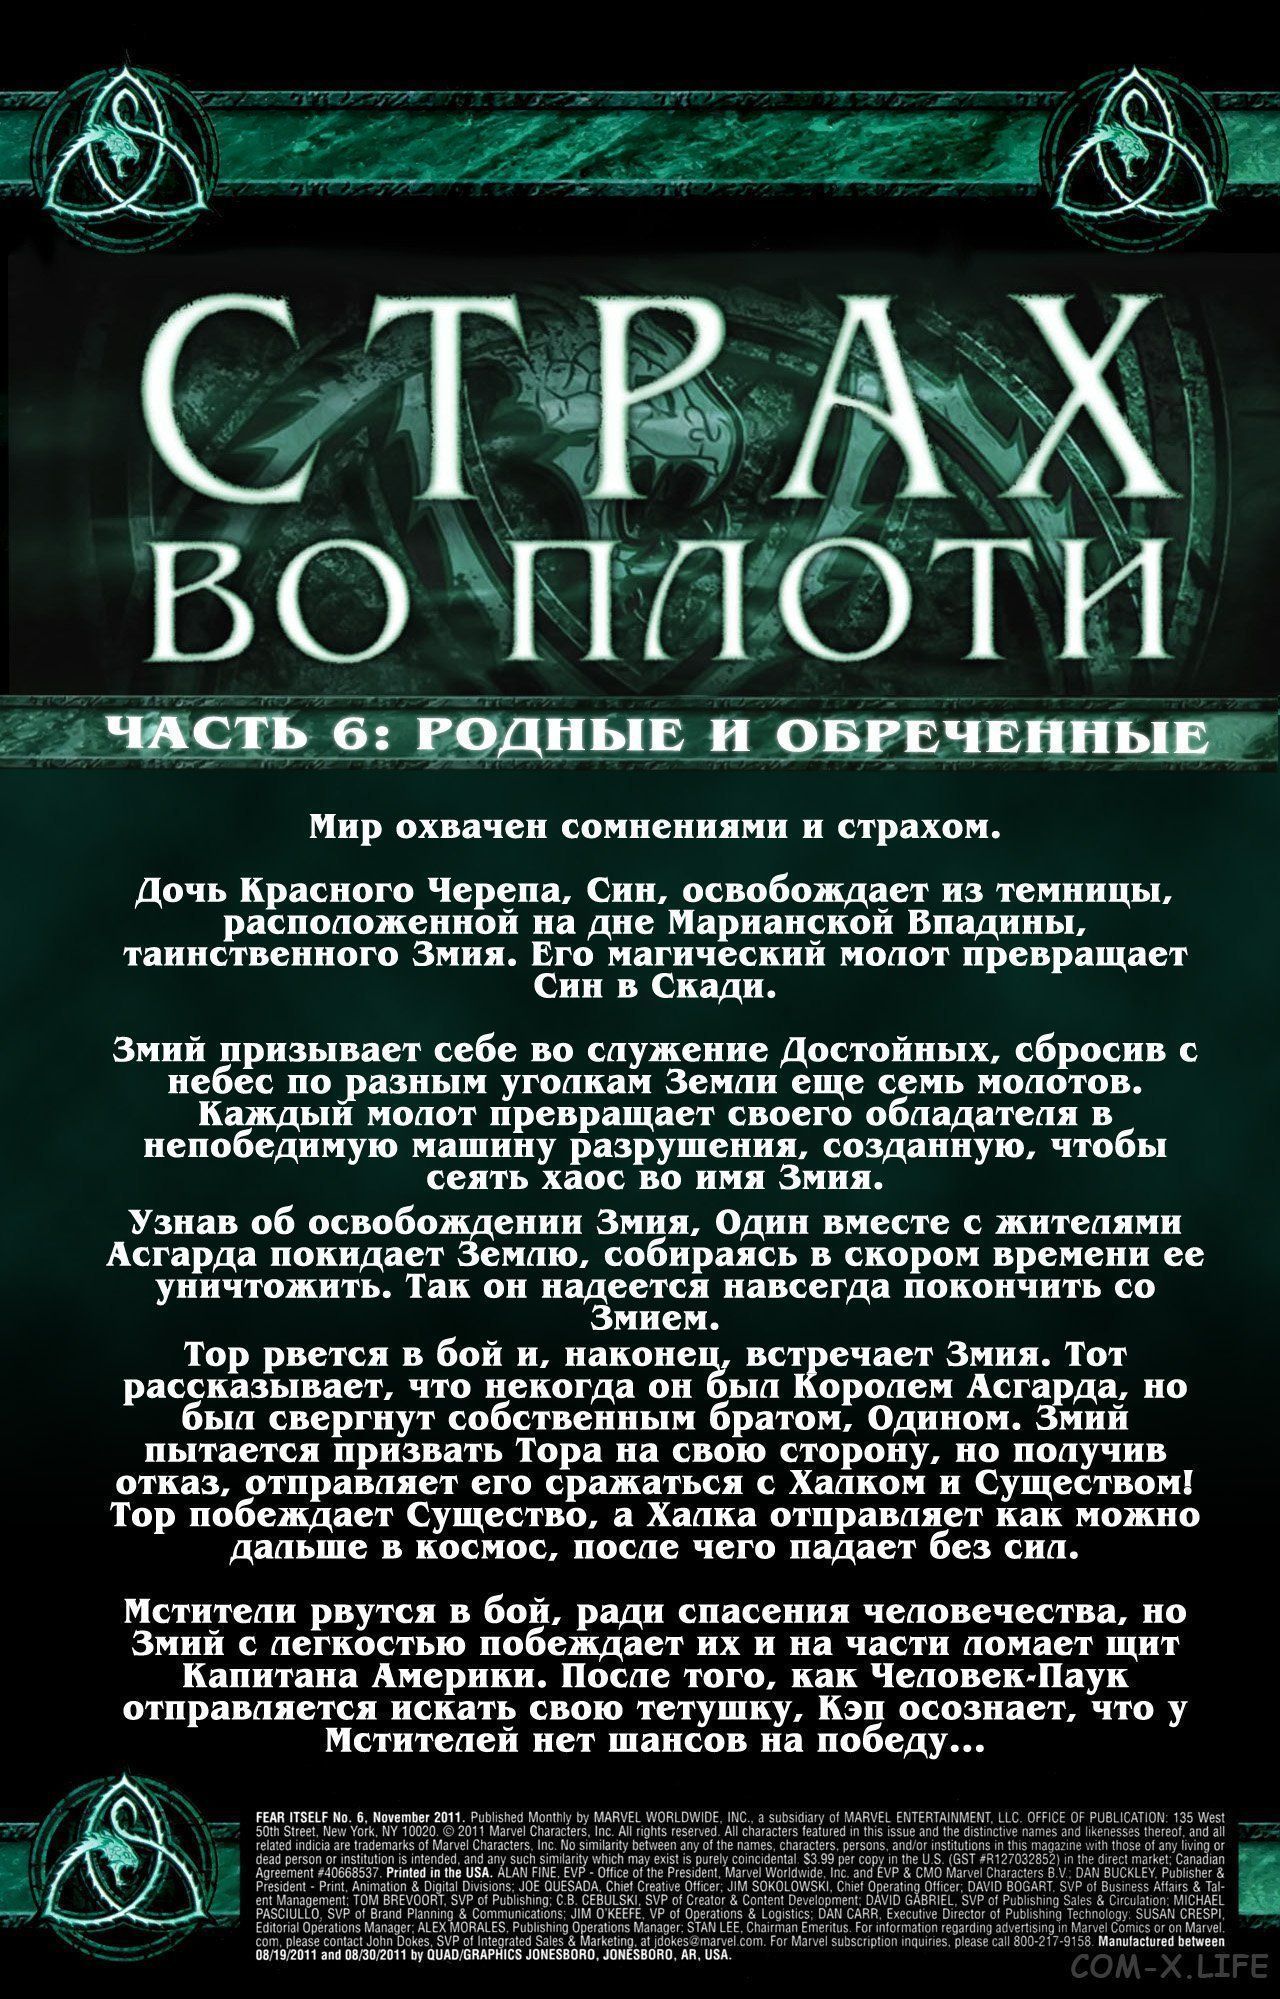 СТРАХ
ВО ПЛОТИ
ЧАСТЬ 6: РОДНЫЕ И ОБРЕЧЕННЫЕ
Мир охвачен сомнениями и страхом.
Дочь Красного Черепа, Син, освобождает из темницы,
расположенной на дне Марианской Впадины,
таинственного Змия. Его магический молот превращает
Син в Скади.
Змий призывает себе во служение Достойных, сбросив с
небес по разным уголкам Земли еще семь молотов.
Каждый молот превращает своего обладателя в
непобедимую машину разрушения, созданную, чтобы
сеять хаос во имя Змия.
Узнав об освобождении Змия, Один вместе с жителями
Асгарда покидает Землю, собираясь в скором времени ее
уничтожить. Так он надеется навсегда покончить со
Змием.
Тор рвется в бой и, наконец, встречает Змия. Тот
рассказывает, что некогда он был Королем Асгарда, но
был свергнут собственным братом, Одином. Змий
пытается призвать Тора на свою сторону, но получив
отказ, отправляет его сражаться с Халком и Существом!
Тор побеждает Существо, а Халка отправляет как можно
дальше в космос, после чего падает без сил.
Мстители рвутся в бой, ради спасения человечества, но
Змий с легкостью побеждает их и на части ломает щит
Капитана Америки. После того, как Человек-Паук
отправляется искать свою тетушку, Кэп осознает, что у
Мстителей нет шансов на победу...
FEAR ITSELF No. 6, November 2011. Published Monthly by MARVEL WORLDWIDE, INC., a subsidiary of MARVEL ENTERTAINMENT, LLC. OFFICE OF PUBLICATION: 135 West
50th Street, New York, NY 10020. © 2011 Marvel Characters, Inc. All rights reserved. All characters featured in this issue and the distinctive names and likenesses thereof, and all
related indicia are trademarks of Marvel Characters, Inc. No similarity between any of the names, characters, persons, and/or institutions in this magazine with those of any living or
dead person or institution is intended, and any such similarity which may exist is purely coincidental. $3.99 per copy in the U.S. (GST #R127032852) in the direct market; Canadian
Agreement #40668537. Printed in the USA. ALAN FINE, EVP - Office of the President, Marvel Worldwide, Inc. and EVP & CMO Marvel Characters B.V.; DAN BUCKLEY, Publisher &
President - Print, Animation & Digital Divisions; JOE QUESADA, Chief Creative Officer; JIM SOKOLOWSKI, Chief Operating Officer; DAVID BOGART, SVP of Business Affairs & Tal-
ent Management; TOM BREVOORT, SVP of Publishing; C.B. CEBULSKI, SVP of Creator & Content Development; DAVID GABRIEL, SVP of Publishing Sales & Circulation; MICHAEL
PASCIULLO, SVP of Brand Planning & Communications; JIM O'KEEFE, VP of Operations & Logistics; DAN CARR, Executive Director of Publishing Technology; SUSAN CRESPI,
Editorial Operations Manager; ALEX MORALES, Publishing Operations Manager; STAN LEE, Chairman Emeritus. For information regarding advertising in Marvel Comics or on Marvel.
com, please contact John Dokes, SVP of Integrated Sales & Marketing, at jdokes@marvel.com. For Marvel subscription inquiries, please call 800-217-9158. Manufactured between
08/19/2011 and 08/30/2011 by QUAD/GRAPHICS JONESBORO, JONESBORO, AR, USA.
COM-X.LIFE